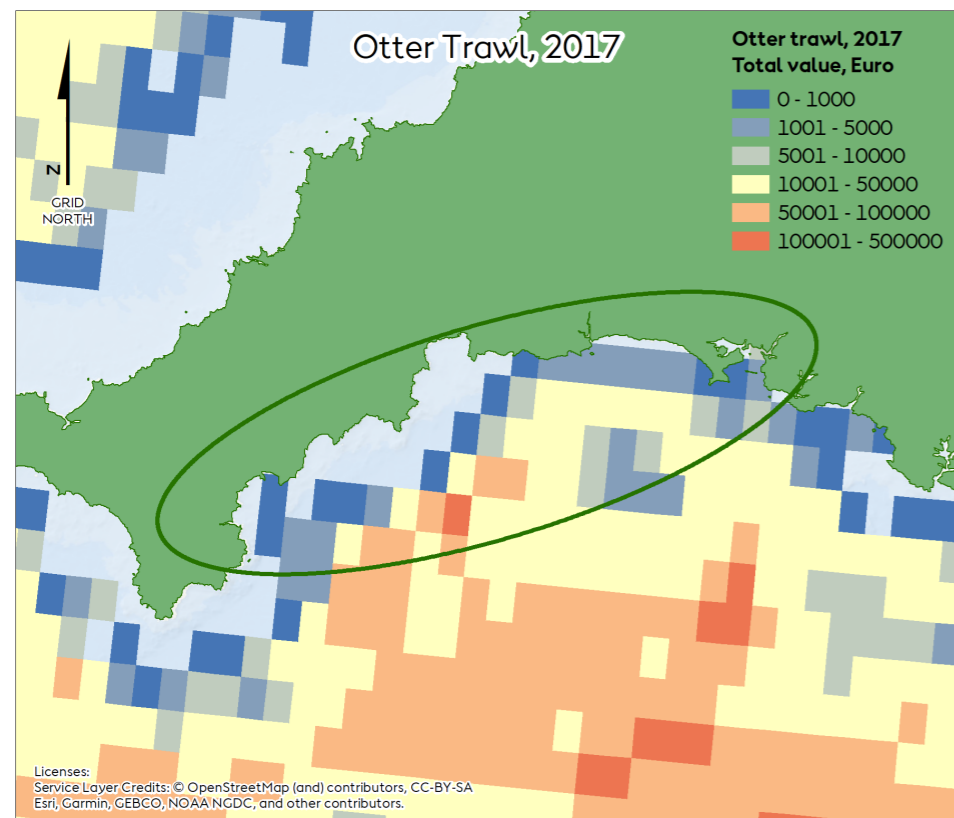 Otter Trawl, 2017
Otter trawl, 2017
Total value, Euro
0 - 1000
1001 - 5000
5001 - 10000
10001 - 50000
50001 - 100000
100001 - 500000
N
GRID
NORTH
Licenses:
Service Layer Credits: © OpenStreetMap (and) contributors, CC-BY-SA
Esri, Garmin, GEBCO, NOAA NGDC, and other contributors.